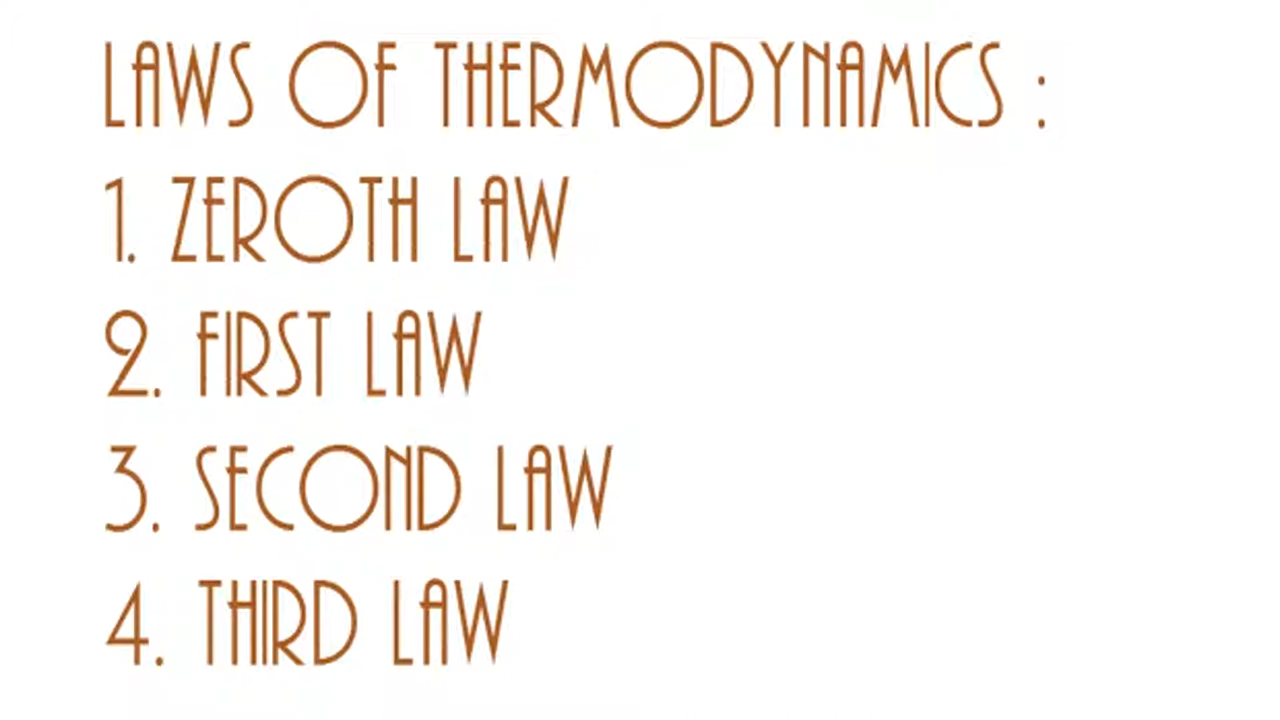 LAWS OF THERMODYNAMICS :
1. ZEROTH LAW
2. FIRST LAW
3. SECOND LAW
4. THIRD LAW